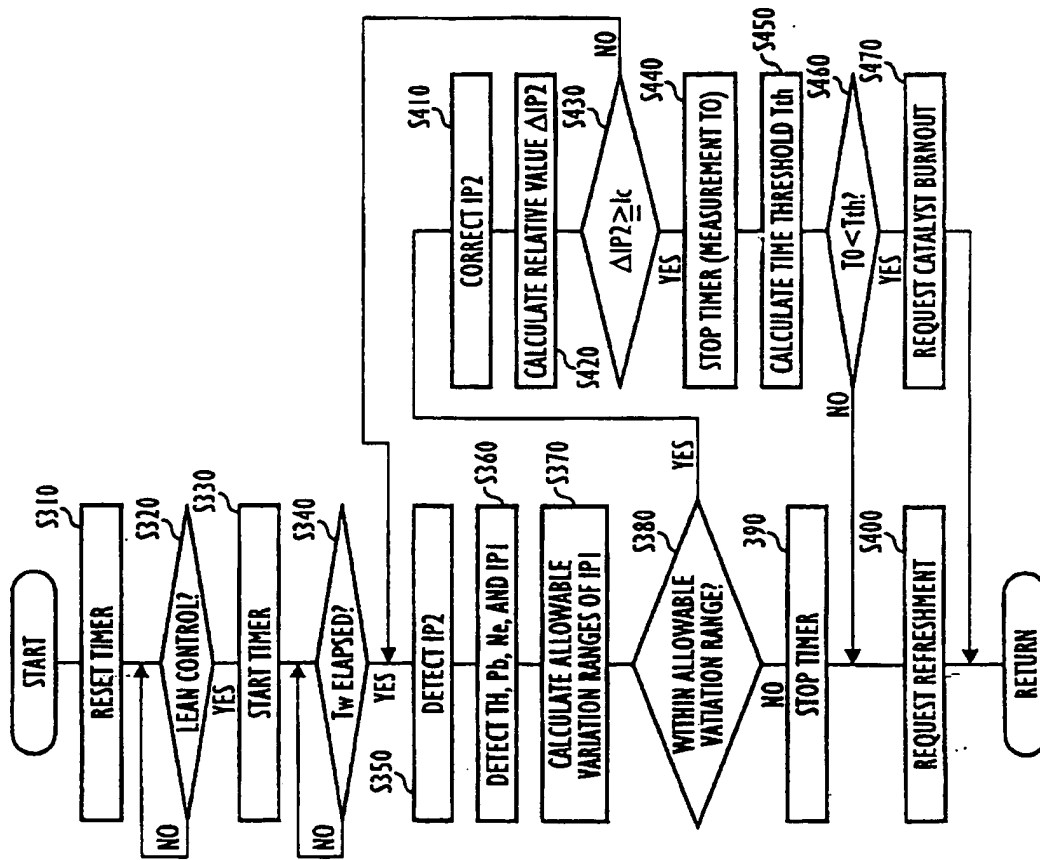 START
RESET TIMER
S310
LEAN CONTROL?
S320
NO
YES
START TIMER
S330
Tw ELAPSED?
S340
NO
YES
DETECT IP2
S350
DETECT TH, Pb, Ne, AND IP1
S360
CALCULATE ALLOWABLE
VARIATION RANGES OF IP1
S370
WITHIN ALLOWABLE
VATIATION RANGE?
S380
YES
NO
STOP TIMER
390
REQUEST REFRESHMENT
S400
RETURN
CORRECT IP2
S410
CALCULATE RELATIVE VALUE ΔIP2
S420
ΔIP2≧Ic
S430
NO
YES
STOP TIMER (MEASUREMENT TO)
S440
CALCULATE TIME THRESHOLD Tth
S450
TO<Tth?
S460
NO
YES
REQUEST CATALYST BURNOUT
S470